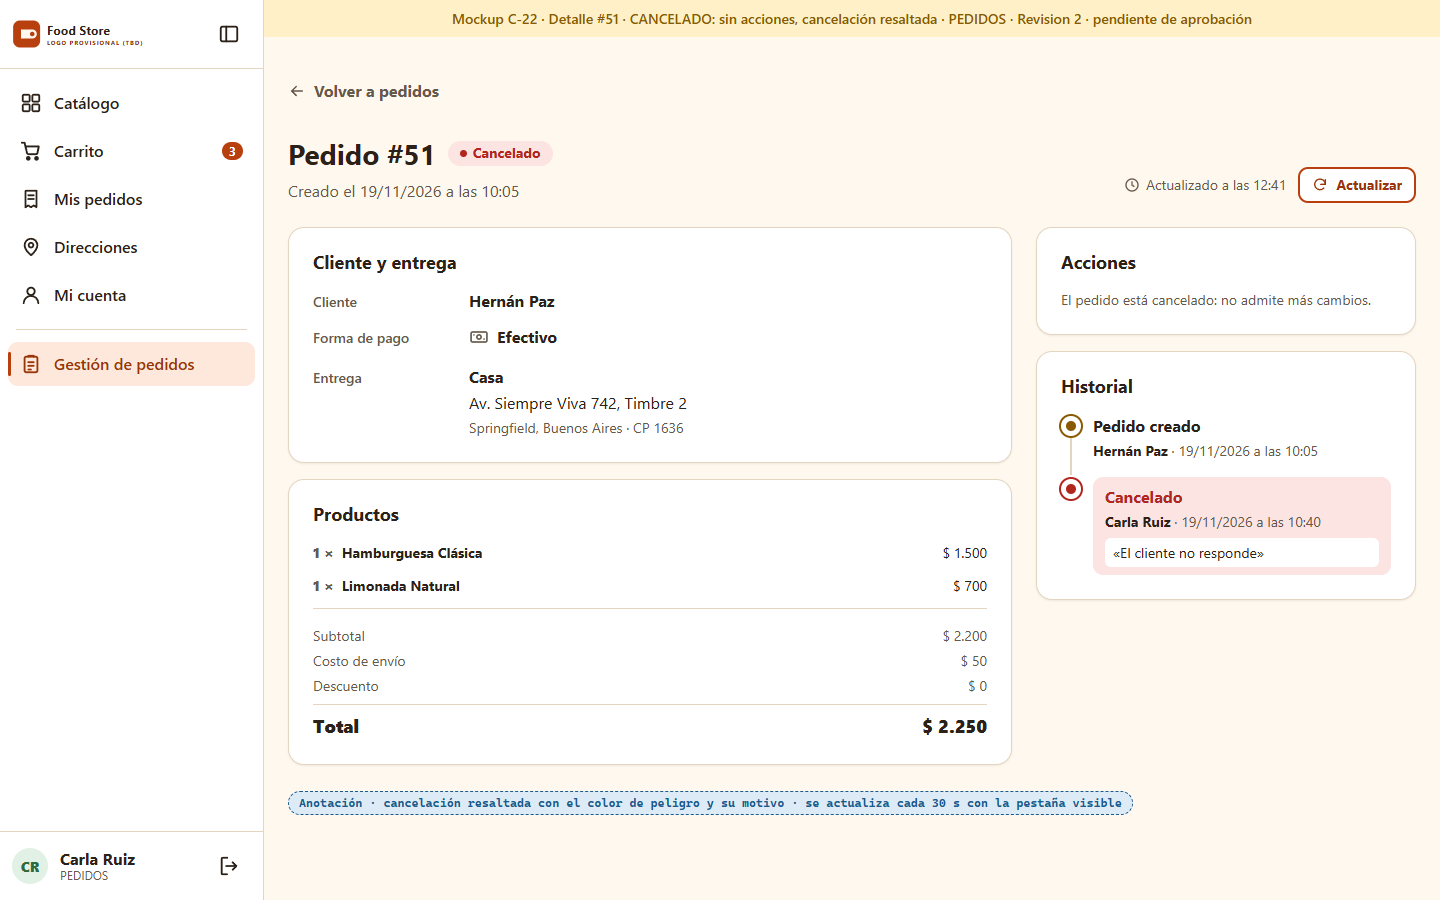 Food Store
LOGO PROVISIONAL (TBD)
Catálogo
Carrito
3
Mis pedidos
Direcciones
Mi cuenta
Gestión de pedidos
CR
Carla Ruiz
PEDIDOS
Mockup C-22 · Detalle #51 · CANCELADO: sin acciones, cancelación resaltada · PEDIDOS · Revision 2 · pendiente de aprobación
Volver a pedidos
Pedido #51
Cancelado
Creado el 19/11/2026 a las 10:05
Actualizado a las 12:41
Actualizar
Cliente y entrega
Cliente
Hernán Paz
Forma de pago
Efectivo
Entrega
Casa
Av. Siempre Viva 742, Timbre 2
Springfield, Buenos Aires · CP 1636
Productos
1 × Hamburguesa Clásica $ 1.500
1 × Limonada Natural $ 700
Subtotal $ 2.200
Costo de envío $ 50
Descuento $ 0
Total $ 2.250
Acciones
El pedido está cancelado: no admite más cambios.
Historial
Pedido creado
Hernán Paz · 19/11/2026 a las 10:05
Cancelado
Carla Ruiz · 19/11/2026 a las 10:40
«El cliente no responde»
Anotación · cancelación resaltada con el color de peligro y su motivo · se actualiza cada 30 s con la pestaña visible